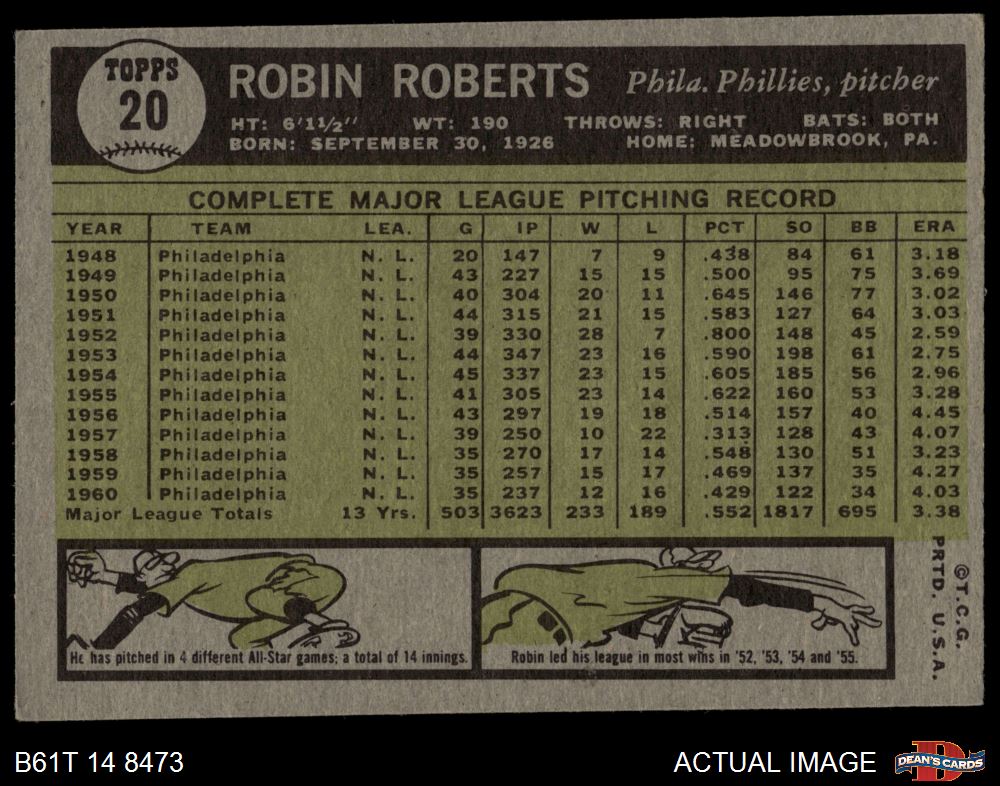 TOPPS
20
ROBIN ROBERTS Phila. Phillies, pitcher
HT: 6'11½" WT: 190 THROWS: RIGHT BATS: BOTH
BORN: SEPTEMBER 30, 1926 HOME: MEADOWBROOK, PA.
COMPLETE MAJOR LEAGUE PITCHING RECORD
YEAR TEAM LEA. G IP W L PCT SO BB ERA
1948 Philadelphia N. L. 20 147 7 9 .438 84 61 3.18
1949 Philadelphia N. L. 43 227 15 15 .500 95 75 3.69
1950 Philadelphia N. L. 40 304 20 11 .645 146 77 3.02
1951 Philadelphia N. L. 44 315 21 15 .583 127 64 3.03
1952 Philadelphia N. L. 39 330 28 7 .800 148 45 2.59
1953 Philadelphia N. L. 44 347 23 16 .590 198 61 2.75
1954 Philadelphia N. L. 45 337 23 15 .605 185 56 2.96
1955 Philadelphia N. L. 41 305 23 14 .622 160 53 3.28
1956 Philadelphia N. L. 43 297 19 18 .514 157 40 4.45
1957 Philadelphia N. L. 39 250 10 22 .313 128 43 4.07
1958 Philadelphia N. L. 35 270 17 14 .548 130 51 3.23
1959 Philadelphia N. L. 35 257 15 17 .469 137 35 4.27
1960 Philadelphia N. L. 35 237 12 16 .429 122 34 4.03
Major League Totals 13 Yrs. 503 3623 233 189 .552 1817 695 3.38
He has pitched in 4 different All-Star games; a total of 14 innings.
Robin led his league in most wins in '52, '53, '54 and '55.
©T.C.G.
PRTD. U.S.A.
B61T 14 8473
ACTUAL IMAGE
DEAN'S CARDS